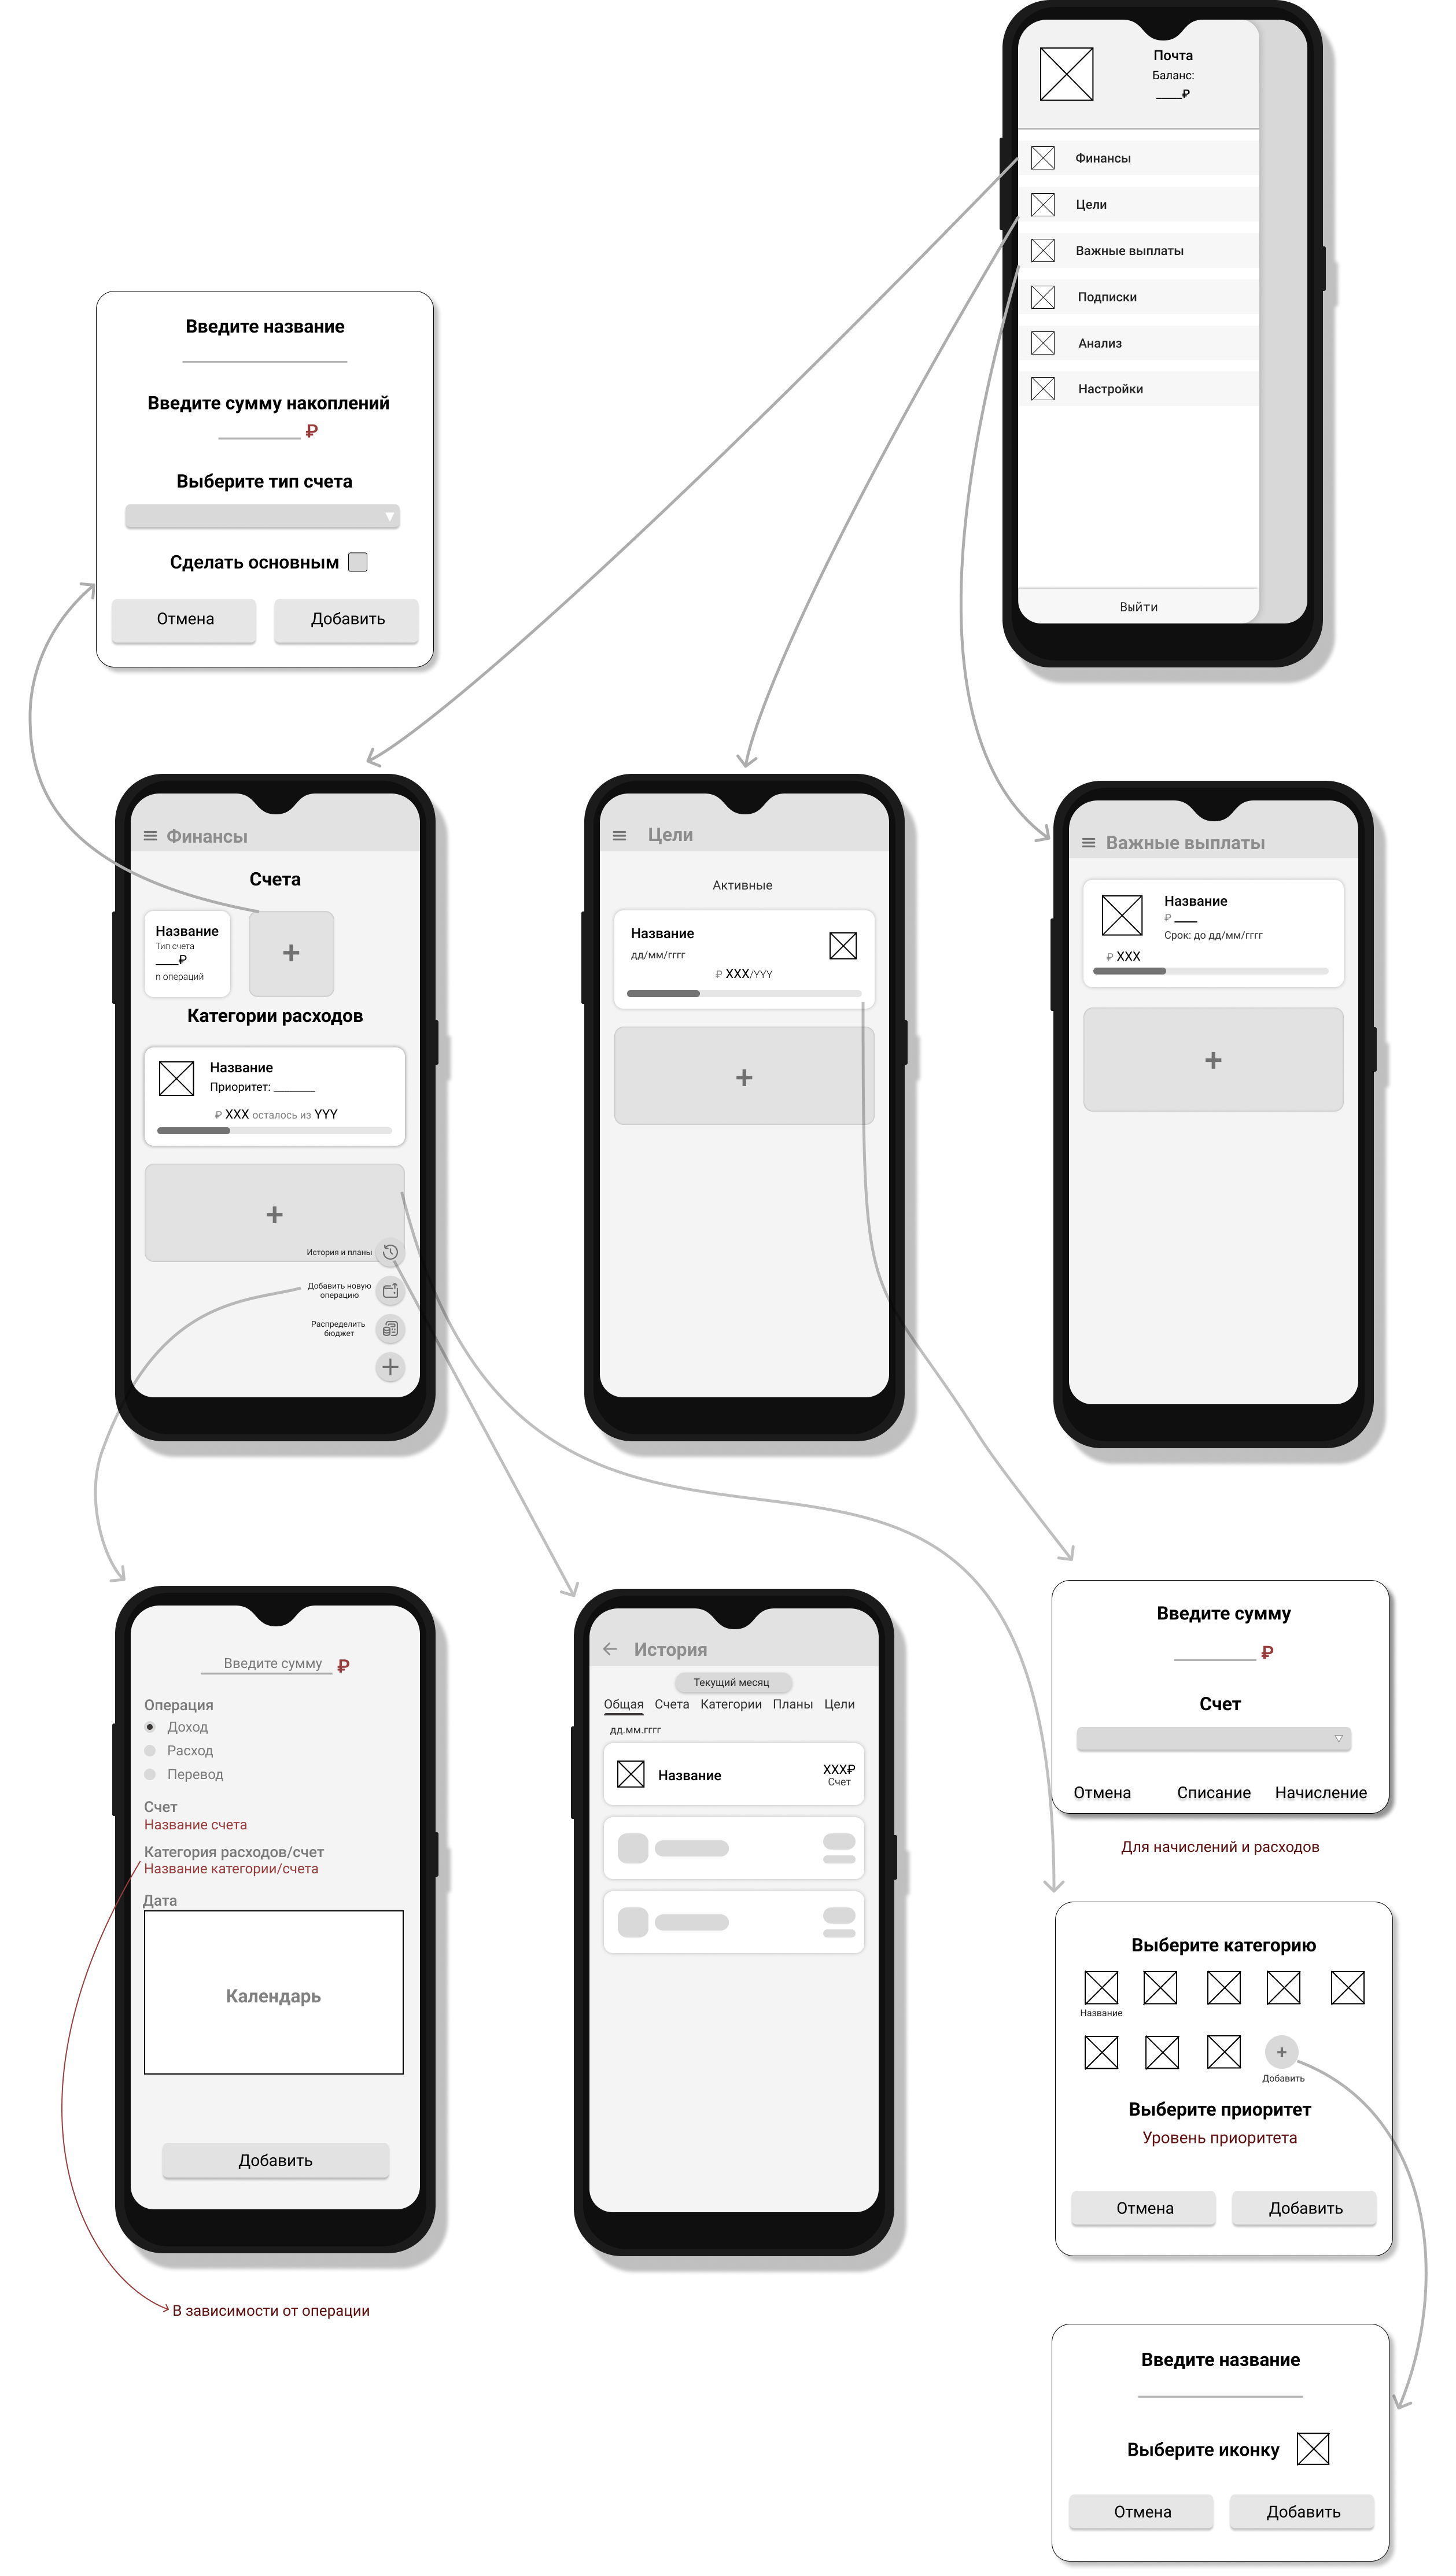 Почта
Баланс:
____₽
Финансы
Цели
Важные выплаты
Подписки
Анализ
Настройки
Выйти
Введите название
Введите сумму накоплений
₽
Выберите тип счета
Сделать основным
Отмена
Добавить
Финансы
Счета
Название
Тип счета
____₽
n операций
+
Категории расходов
Название
Приоритет: _______
₽ XXX осталось из YYY
+
История и планы
Добавить новую
операцию
Распределить
бюджет
Цели
Активные
Название
дд/мм/гггг
₽ XXX/YYY
+
Важные выплаты
Название
₽ ____
Срок: до дд/мм/гггг
₽ XXX
+
Введите сумму
₽
Операция
Доход
Расход
Перевод
Счет
Название счета
Категория расходов/счет
Название категории/счета
Дата
Календарь
Добавить
В зависимости от операции
История
Текущий месяц
Общая
Счета
Категории
Планы
Цели
дд.мм.гггг
Название
XXX₽
Счет
Введите сумму
₽
Счет
Отмена
Списание
Начисление
Для начислений и расходов
Выберите категорию
Название
+
Добавить
Выберите приоритет
Уровень приоритета
Отмена
Добавить
Введите название
Выберите иконку
Отмена
Добавить